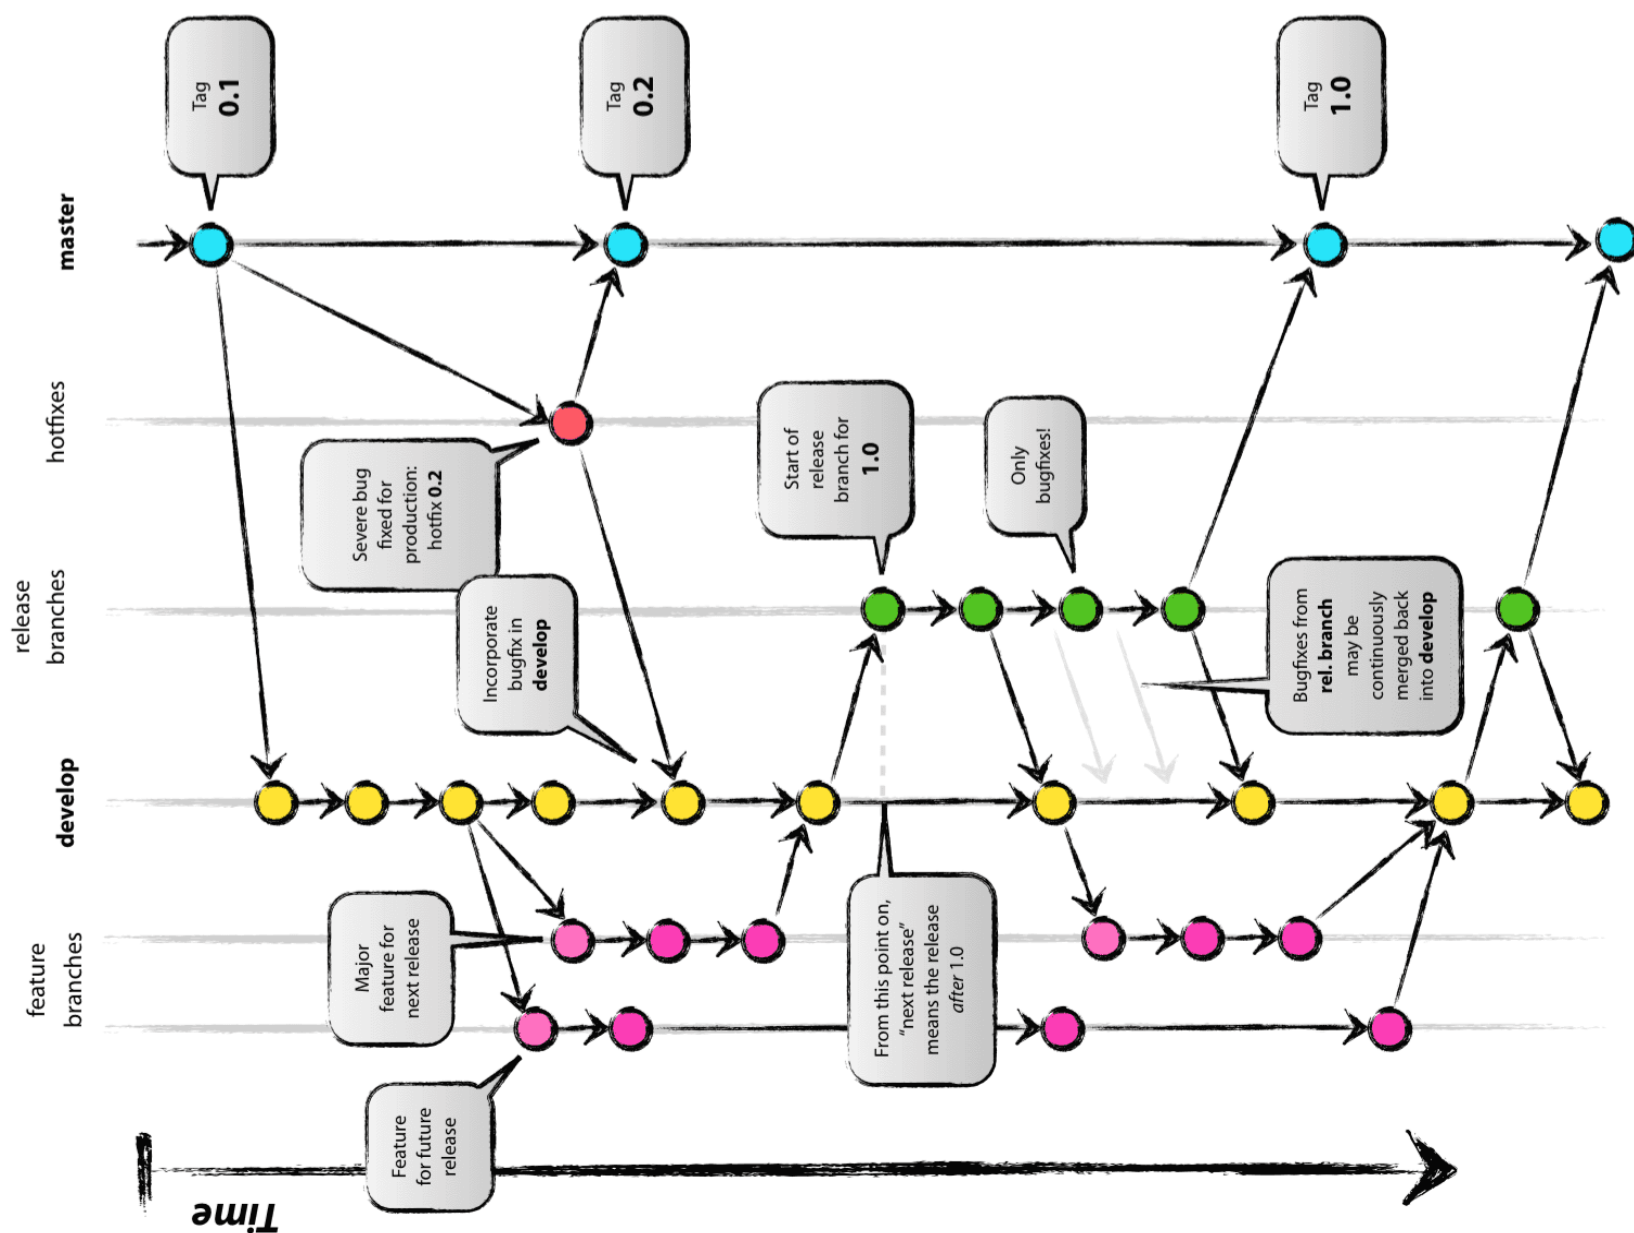 feature
branches
develop
release
branches
hotfixes
master
Time
Tag
0.1
Severe bug
fixed for
production:
hotfix 0.2
Tag
0.2
Incorporate
bugfix in
develop
Major
feature for
next release
Feature
for future
release
Start of
release
branch for
1.0
From this point on,
“next release”
means the release
after 1.0
Only
bugfixes!
Tag
1.0
Bugfixes from
rel. branch
may be
continuously
merged back
into develop